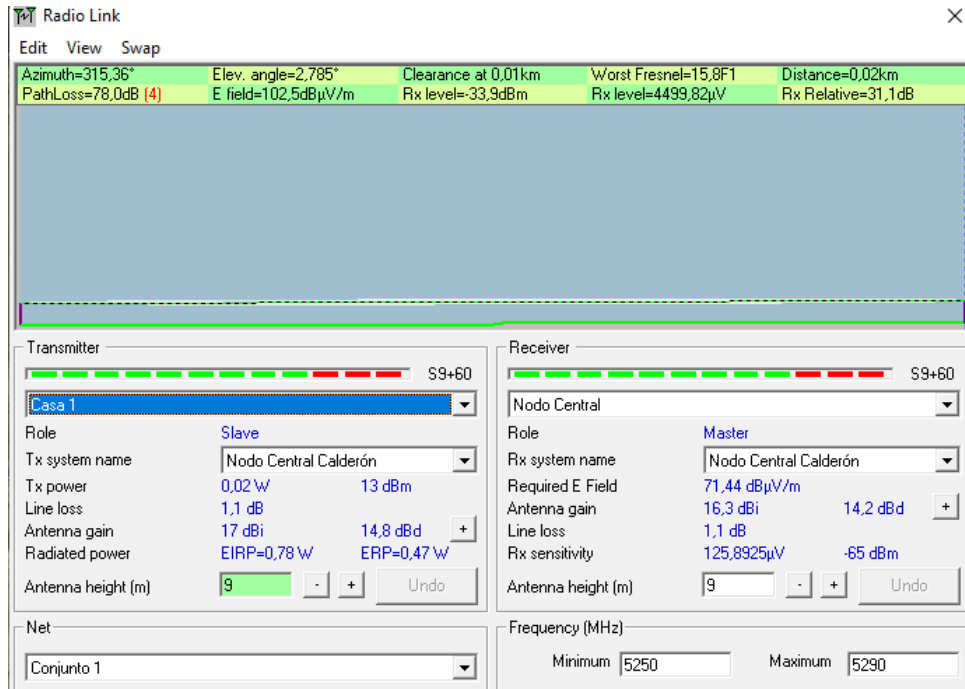 Radio Link
Edit View Swap
Azimuth=315,36° Elev. angle=2,785° Clearance at 0,01km Worst Fresnel=15,8F1 Distance=0,02km
PathLoss=78,0dB (4) E field=102,5dBµV/m Rx level=-33,9dBm Rx level=4499,82µV Rx Relative=31,1dB
Transmitter
S9+60
Casa 1
Role Slave
Tx system name Nodo Central Calderón
Tx power 0,02 W 13 dBm
Line loss 1,1 dB
Antenna gain 17 dBi 14,8 dBd +
Radiated power EIRP=0,78 W ERP=0,47 W
Antenna height (m) 9 - + Undo
Net
Conjunto 1
Receiver
S9+60
Nodo Central
Role Master
Rx system name Nodo Central Calderón
Required E Field 71,44 dBµV/m
Antenna gain 16,3 dBi 14,2 dBd +
Line loss 1,1 dB
Rx sensitivity 125,8925µV -65 dBm
Antenna height (m) 9 - + Undo
Frequency (MHz)
Minimum 5250 Maximum 5290